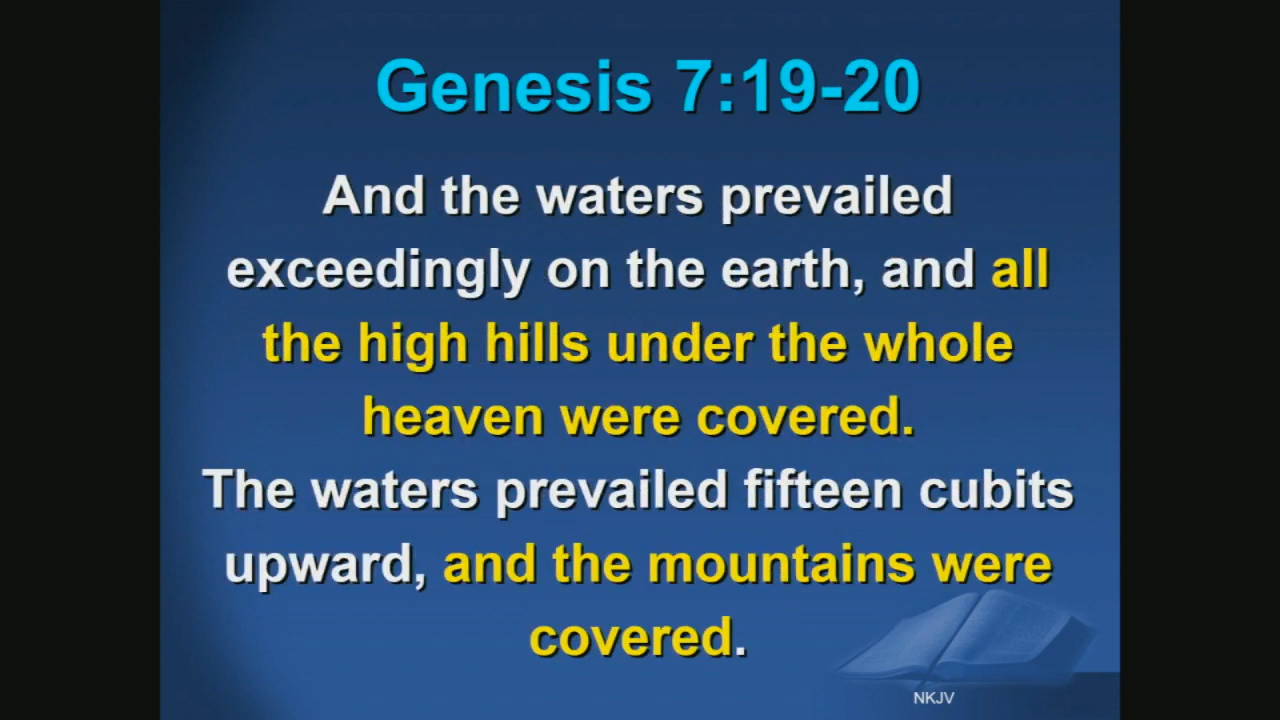 Genesis 7:19-20
And the waters prevailed
exceedingly on the earth, and all
the high hills under the whole
heaven were covered.
The waters prevailed fifteen cubits
upward, and the mountains were
covered.
NKJV